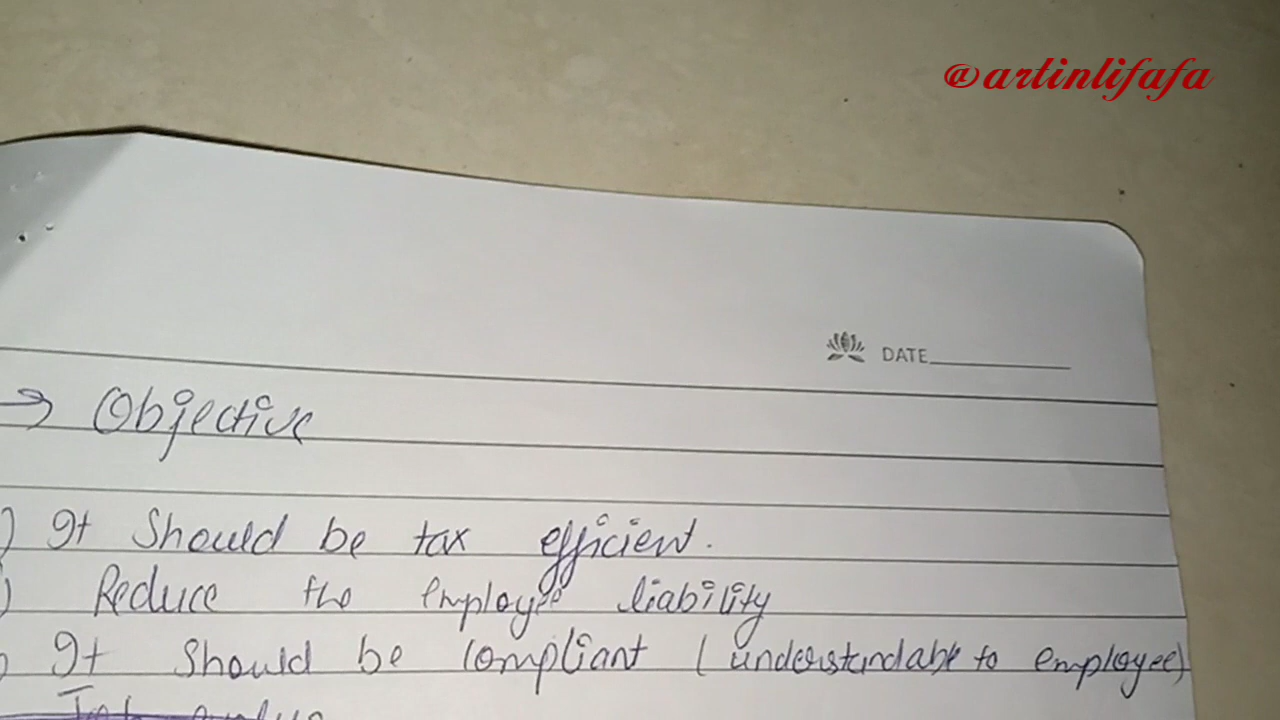 @artinlifafa
DATE
→ Objective
) It should be tax efficient.
) Reduce the employee liability
) It should be compliant (understandable to employee)